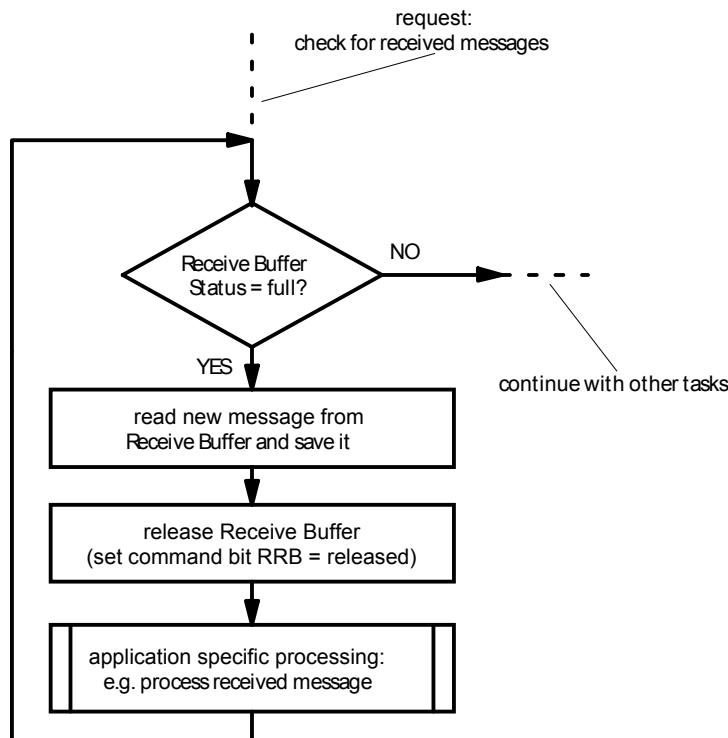 request:
check for received messages
Receive Buffer
Status = full?
NO
YES
continue with other tasks
read new message from
Receive Buffer and save it
release Receive Buffer
(set command bit RRB = released)
application specific processing:
e.g. process received message